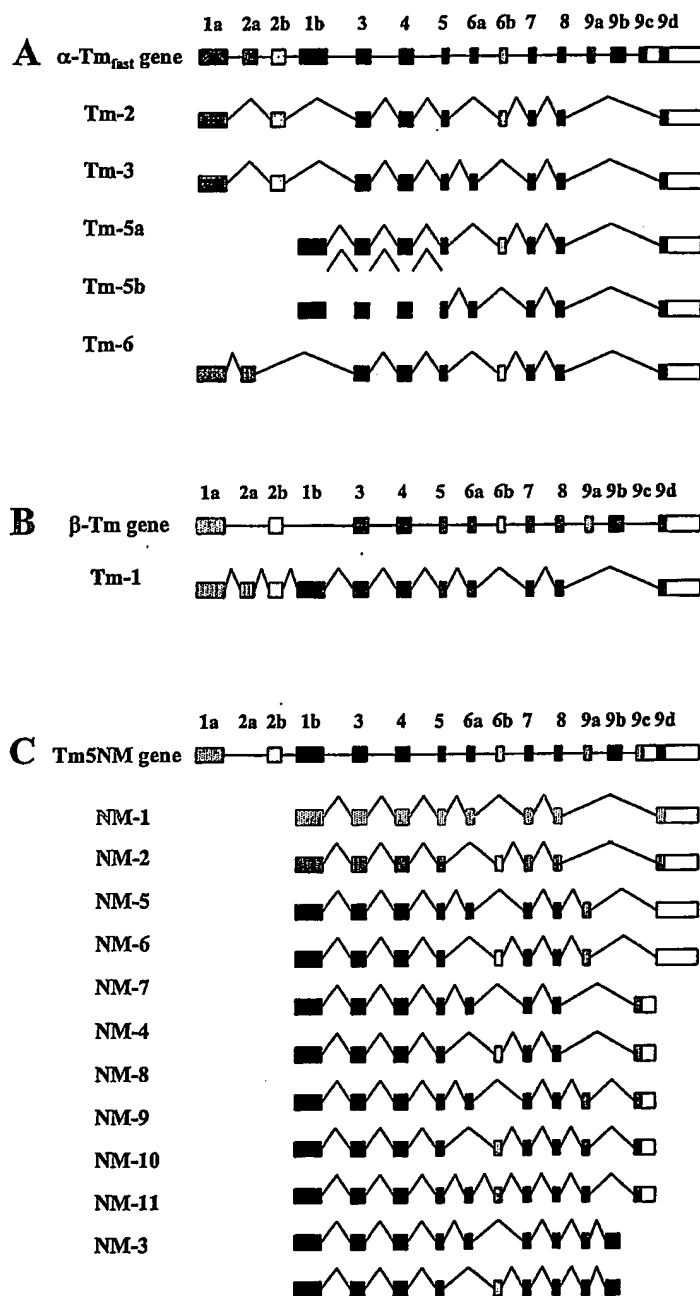 1a 2a 2b 1b 3 4 5 6a 6b 7 8 9a 9b 9c 9d
A α-Tmfast gene
Tm-2
Tm-3
Tm-5a
Tm-5b
Tm-6
1a 2a 2b 1b 3 4 5 6a 6b 7 8 9a 9b 9c 9d
B β-Tm gene
Tm-1
1a 2a 2b 1b 3 4 5 6a 6b 7 8 9a 9b 9c 9d
C Tm5NM gene
NM-1
NM-2
NM-5
NM-6
NM-7
NM-4
NM-8
NM-9
NM-10
NM-11
NM-3